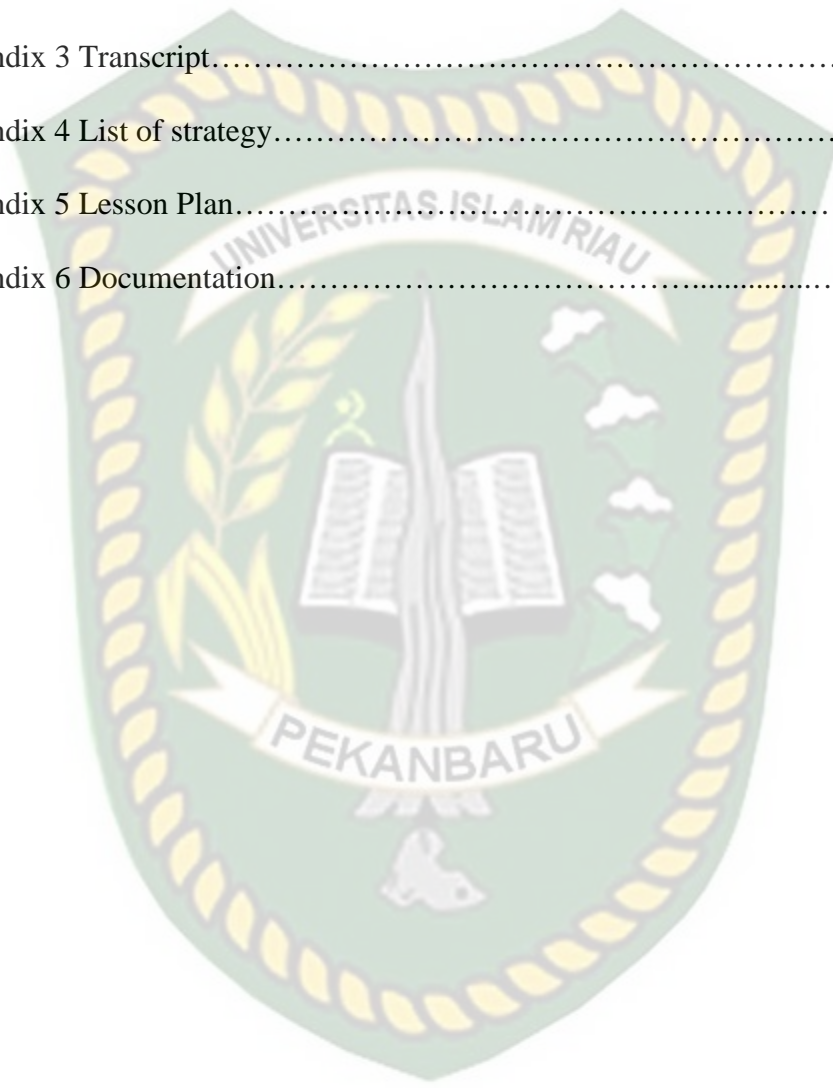 ndix 3 Transcript……………………………………………………………
ndix 4 List of strategy………………………………………………………
ndix 5 Lesson Plan……………………………………………………………
ndix 6 Documentation…………………………………..............…
UNIVERSITAS ISLAM RIAU
PEKANBARU